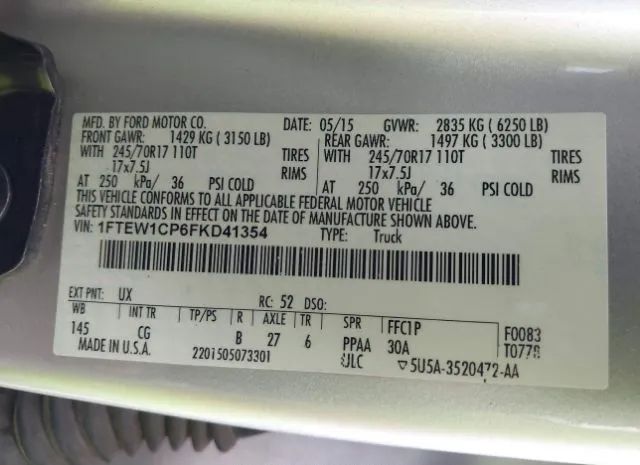 MFD. BY FORD MOTOR CO. DATE: 05/15 GVWR: 2835 KG ( 6250 LB)
FRONT GAWR: 1429 KG ( 3150 LB) REAR GAWR: 1497 KG ( 3300 LB)
WITH 245/70R17 110T TIRES WITH 245/70R17 110T TIRES
17x7.5J RIMS 17x7.5J RIMS
AT 250 kPa/ 36 PSI COLD AT 250 kPa/ 36 PSI COLD
THIS VEHICLE CONFORMS TO ALL APPLICABLE FEDERAL MOTOR VEHICLE
SAFETY STANDARDS IN EFFECT ON THE DATE OF MANUFACTURE SHOWN ABOVE.
VIN: 1FTEW1CP6FKD41354 TYPE: Truck
EXT PNT: UX RC: 52 DSO:
WB INT TR TP/PS R AXLE TR SPR FFC1P F0083
145 CG B 27 6 PPAA 30A T0778
MADE IN U.S.A. 2201505073301 ULC ▽5U5A-3520472-AA